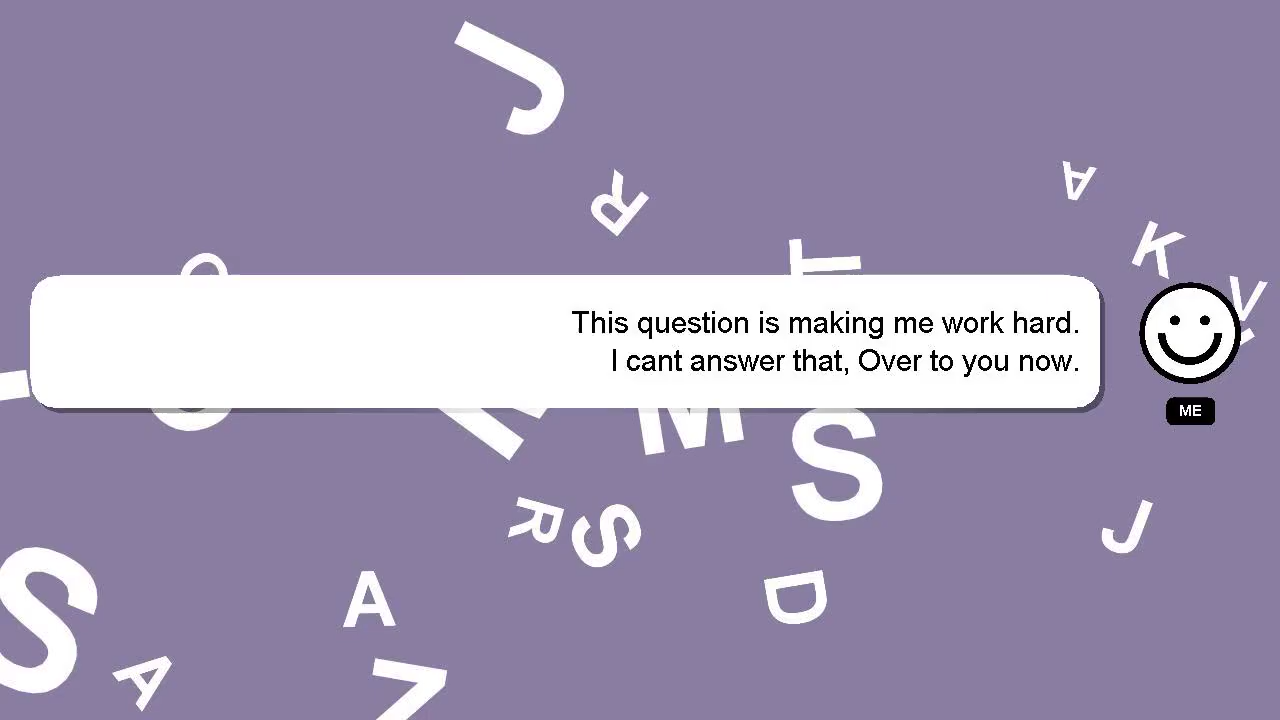 J
R
A
K
T
V
This question is making me work hard.
I cant answer that, Over to you now.
ME
M
S
R
S
J
D
A
S
A
Z